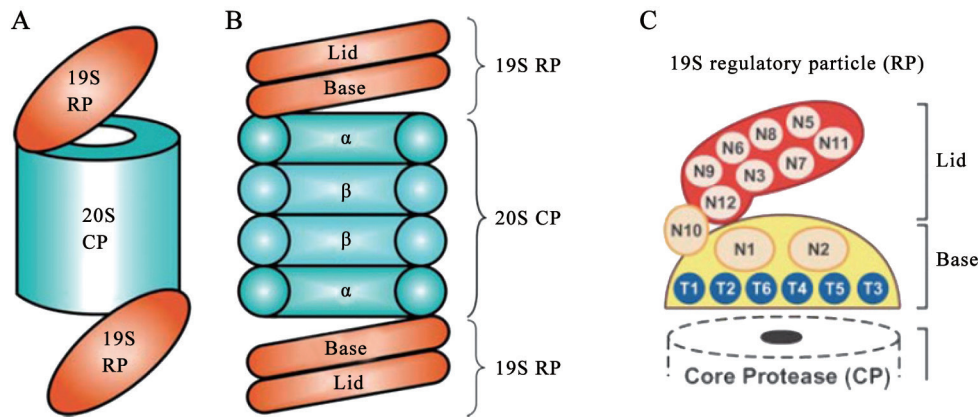 A
19S
RP
20S
CP
19S
RP
B
Lid
Base
19S RP
α
β
β
α
20S CP
Base
Lid
19S RP
C
19S regulatory particle (RP)
N5
N8
N11
N6
N7
N9
N3
N12
Lid
N10
N1
N2
Base
T1 T2 T6 T4 T5 T3
Core Protease (CP)